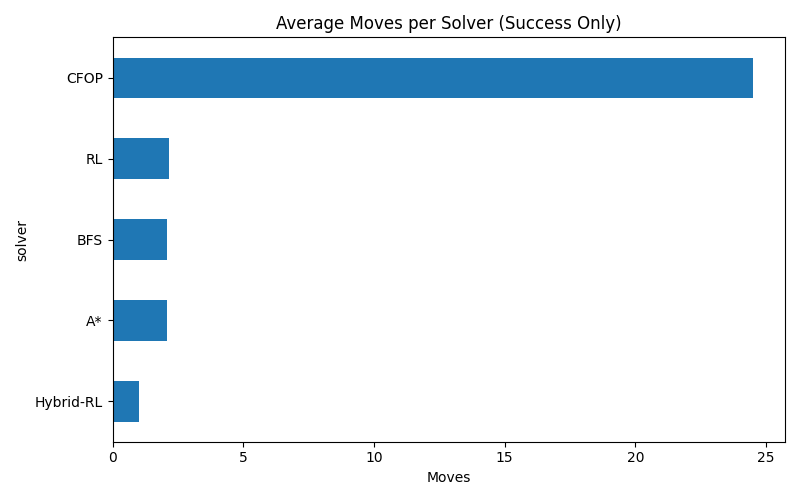 Average Moves per Solver (Success Only)
solver
CFOP
RL
BFS
A*
Hybrid-RL
0 5 10 15 20 25
Moves